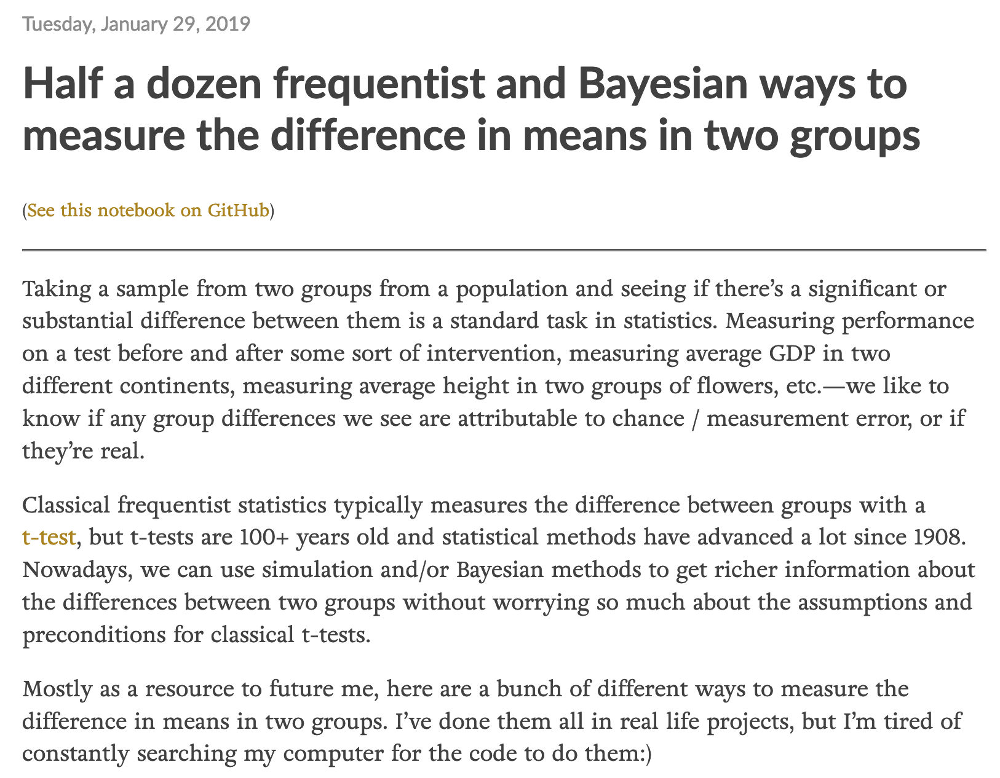 Tuesday, January 29, 2019
Half a dozen frequentist and Bayesian ways to
measure the difference in means in two groups
(See this notebook on GitHub)
Taking a sample from two groups from a population and seeing if there’s a significant or
substantial difference between them is a standard task in statistics. Measuring performance
on a test before and after some sort of intervention, measuring average GDP in two
different continents, measuring average height in two groups of flowers, etc.—we like to
know if any group differences we see are attributable to chance / measurement error, or if
they’re real.
Classical frequentist statistics typically measures the difference between groups with a
t-test, but t-tests are 100+ years old and statistical methods have advanced a lot since 1908.
Nowadays, we can use simulation and/or Bayesian methods to get richer information about
the differences between two groups without worrying so much about the assumptions and
preconditions for classical t-tests.
Mostly as a resource to future me, here are a bunch of different ways to measure the
difference in means in two groups. I’ve done them all in real life projects, but I’m tired of
constantly searching my computer for the code to do them:)